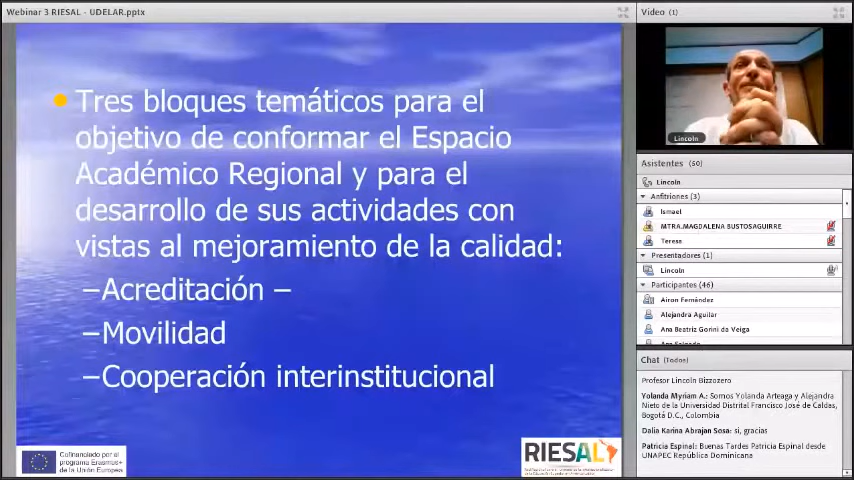 Webinar 3 RIESAL - UDELAR.pptx
Tres bloques temáticos para el
objetivo de conformar el Espacio
Académico Regional y para el
desarrollo de sus actividades con
vistas al mejoramiento de la calidad:
–Acreditación –
–Movilidad
–Cooperación interinstitucional
Cofinanciado por el
programa Erasmus+
de la Unión Europea
RIESAL
Video (1)
Lincoln
Asistentes (50)
Lincoln
Anfitriones (3)
Ismael
MTRA.MAGDALENA BUSTOSAGUIRRE
Teresa
Presentadores (1)
Lincoln
Participantes (46)
Airon Fernández
Alejandra Aguilar
Ana Beatriz Gorini da Veiga
Chat (Todos)
Profesor Lincoln Bizzozero
Yolanda Myriam A.: Somos Yolanda Arteaga y Alejandra
Nieto de la Universidad Distrital Francisco José de Caldas,
Bogotá D.C., Colombia
Dalia Karina Abrajan Sosa: si, gracias
Patricia Espinal: Buenas Tardes Patricia Espinal desde
UNAPEC República Dominicana